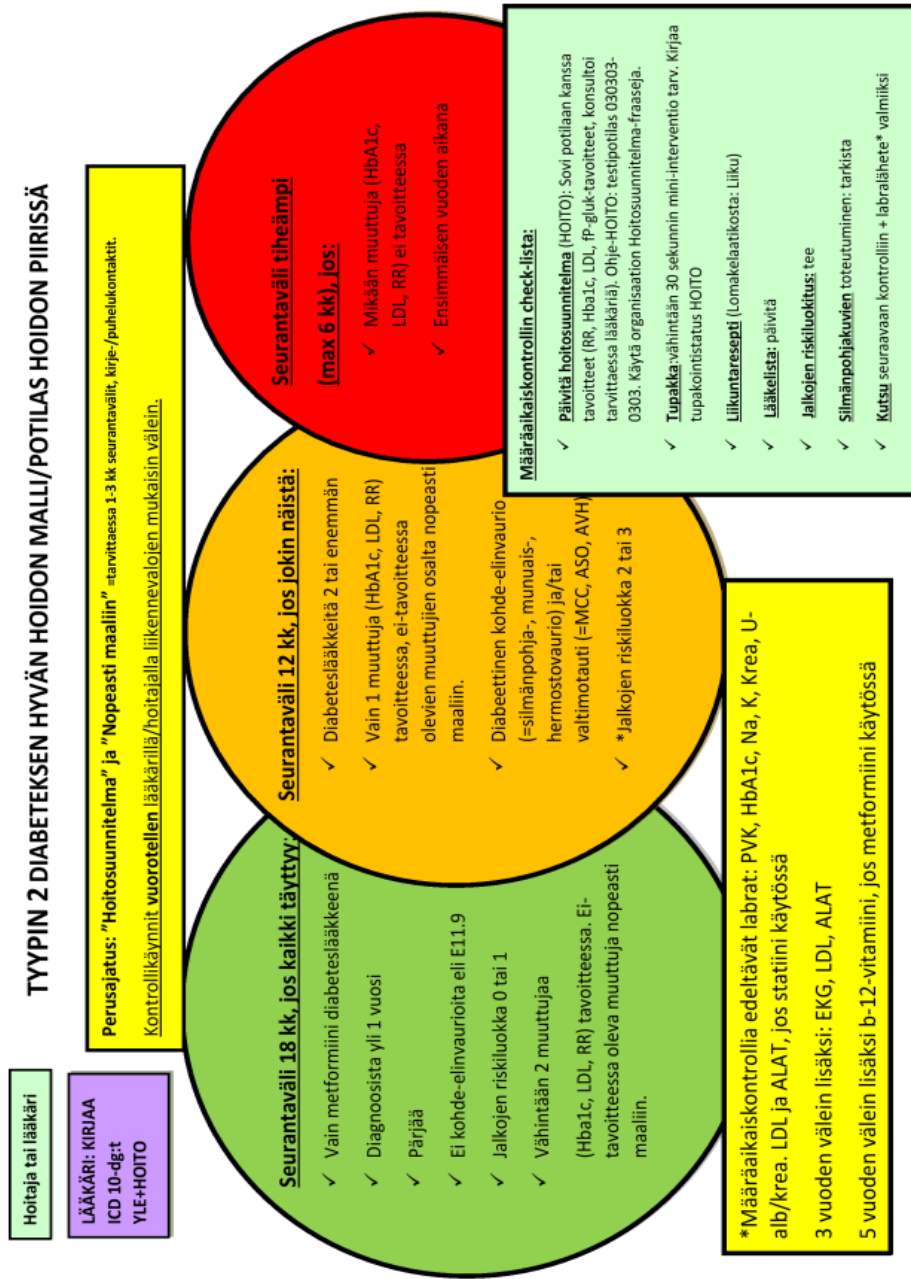 TYYPIN 2 DIABETEKSEN HYVÄN HOIDON MALLI/POTILAS HOIDON PIIRISSÄ
Hoitaja tai lääkäri
LÄÄKÄRI: KIRJAA
ICD 10-dg:t
YLE+HOITO
Perusajatus: ”Hoitosuunnitelma” ja ”Nopeasti maaliin” =tarvittaessa 1-3 kk seurantavälit, kirje-/puhelukontaktit.
Kontrollikäynnit vuorotellen lääkärillä/hoitajalla liikennevalojen mukaisin välein.
Seurantaväli 18 kk, jos kaikki täyttyy:
✓ Vain metformiini diabeteslääkkeenä
✓ Diagnoosista yli 1 vuosi
✓ Pärjää
✓ Ei kohde-elinvaurioita eli E11.9
✓ Jalkojen riskiluokka 0 tai 1
✓ Vähintään 2 muuttujaa
(Hba1c, LDL, RR) tavoitteessa. Ei-
tavoitteessa oleva muuttuja nopeasti
maaliin.
Seurantaväli 12 kk, jos jokin näistä:
✓ Diabeteslääkkeitä 2 tai enemmän
✓ Vain 1 muuttuja (HbA1c, LDL, RR)
tavoitteessa, ei-tavoitteessa
olevien muuttujien osalta nopeasti
maaliin.
✓ Diabeettinen kohde-elinvaurio
(=silmänpohja-, munuais-,
hermostovaurio) ja/tai
valtimotauti (=MCC, ASO, AVH)
✓ *Jalkojen riskiluokka 2 tai 3
Seurantaväli tiheämpi
(max 6 kk), jos:
✓ Mikään muuttuja (HbA1c,
LDL, RR) ei tavoitteessa
✓ Ensimmäisen vuoden aikana
*Määräaikaiskontrollia edeltävät labrat: PVK, HbA1c, Na, K, Krea, U-
alb/krea. LDL ja ALAT, jos statiini käytössä
3 vuoden välein lisäksi: EKG, LDL, ALAT
5 vuoden välein lisäksi b-12-vitamiini, jos metformiini käytössä
Määräaikaiskontrollin check-lista:
✓ Päivitä hoitosuunnitelma (HOITO): Sovi potilaan kanssa
tavoitteet (RR, Hba1c, LDL, fP-gluk-tavoitteet, konsultoi
tarvittaessa lääkäriä). Ohje-HOITO: testipotilas 030303-
0303. Käytä organisaation Hoitosuunnitelma-fraaseja.
✓ Tupakka:vähintään 30 sekunnin mini-interventio tarv. Kirjaa
tupakointistatus HOITO
✓ Liikuntaresepti (Lomakelaatikosta: Liiku)
✓ Lääkelista: päivitä
✓ Jalkojen riskiluokitus: tee
✓ Silmänpohjakuvien toteutuminen: tarkista
✓ Kutsu seuraavaan kontrolliin + labralähete* valmiiksi